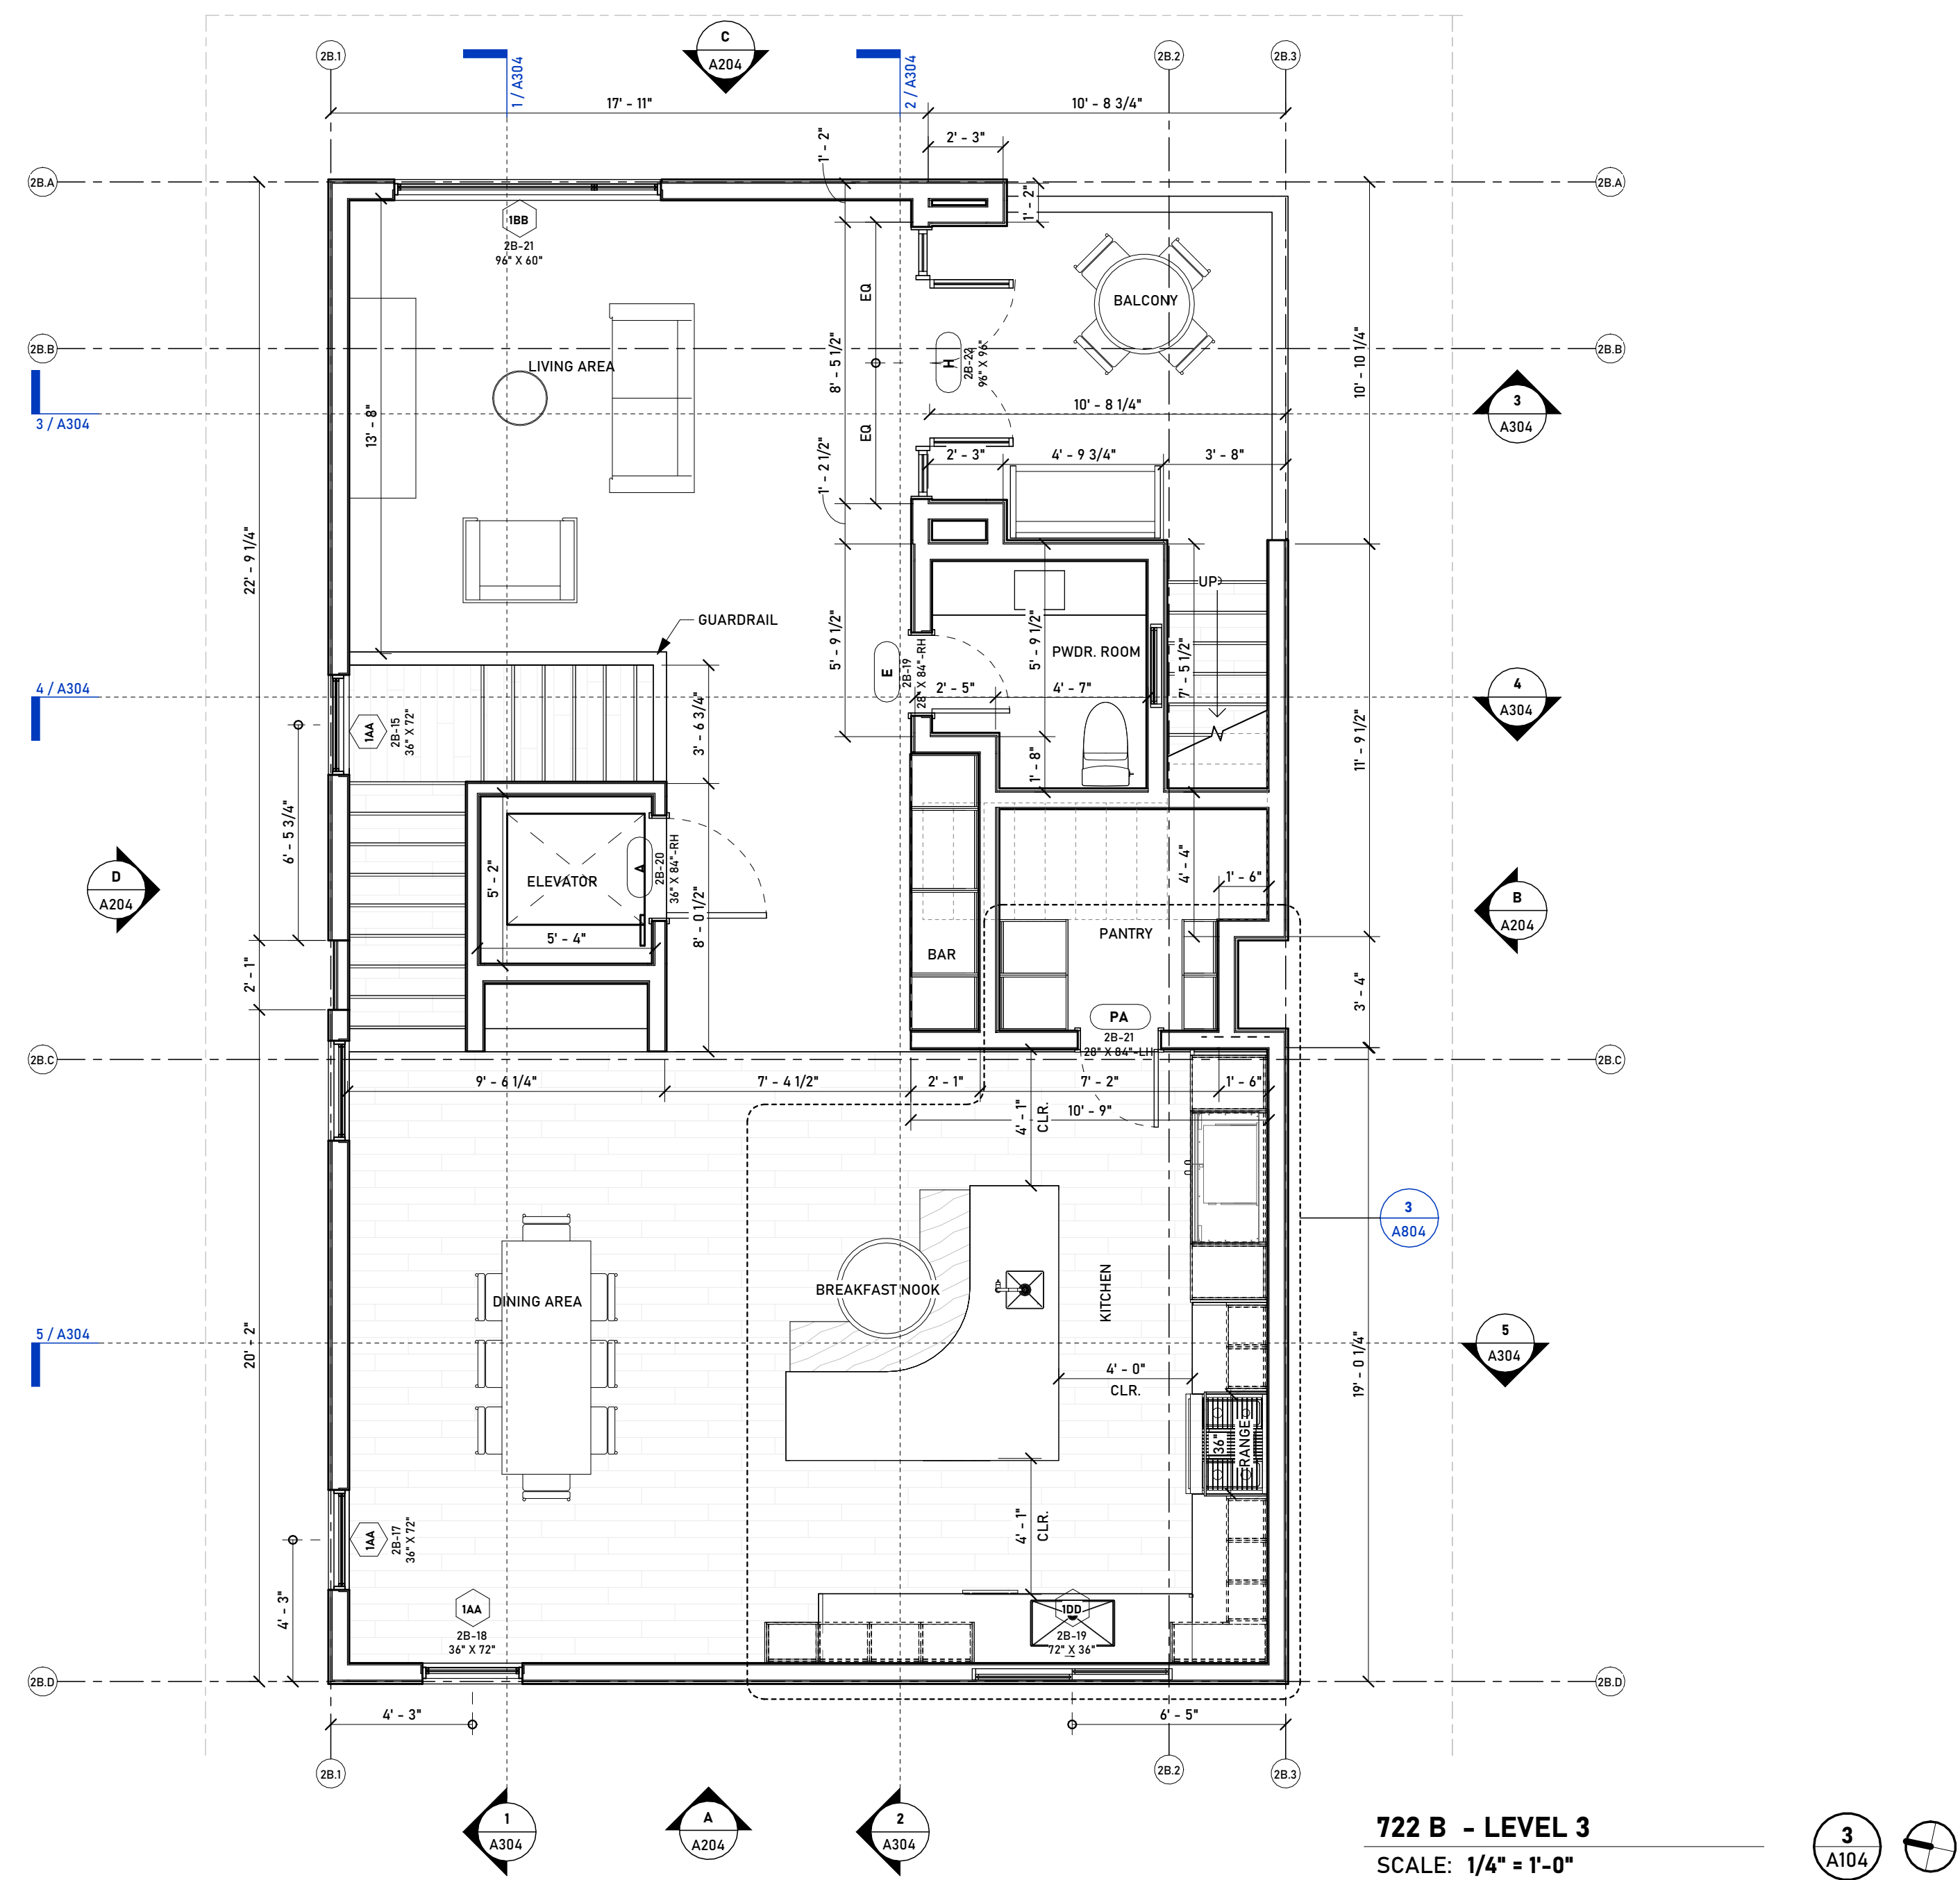 C
A204
2B.1
1 / A304
2 / A304
2B.2
2B.3
17' - 11"
10' - 8 3/4"
2' - 3"
1' - 2"
1' - 2"
2B.A
2B.A
1BB
2B-21
96" X 60"
EQ
BALCONY
2B.B
2B.B
LIVING AREA
8' - 5 1/2"
H
2B-22
96" X 96"
10' - 10 1/4"
3
A304
3 / A304
13' - 8"
10' - 8 1/4"
EQ
1' - 2 1/2"
2' - 3"
4' - 9 3/4"
3' - 8"
22' - 9 1/4"
UP
GUARDRAIL
5' - 9 1/2"
5' - 9 1/2"
PWDR. ROOM
7' - 5 1/2"
E
2B-19
28" X 84"-RH
2' - 5"
4' - 7"
4 / A304
4
A304
1AA
2B-15
36" X 72"
3' - 6 3/4"
1' - 8"
11' - 9 1/2"
6' - 5 3/4"
D
A204
5' - 2"
ELEVATOR
A
2B-20
36" X 84"-RH
8' - 0 1/2"
5' - 4"
4' - 4"
1' - 6"
B
A204
PANTRY
BAR
2' - 1"
3' - 4"
PA
2B-21
28" X 84"-LH
2B.C
2B.C
9' - 6 1/4"
7' - 4 1/2"
2' - 1"
7' - 2"
1' - 6"
10' - 9"
4' - 1"
CLR.
3
A804
BREAKFAST NOOK
KITCHEN
DINING AREA
5 / A304
5
A304
20' - 2"
19' - 0 1/4"
4' - 0"
CLR.
36"
RANGE
4' - 1"
CLR.
1AA
2B-17
36" X 72"
4' - 3"
1AA
2B-18
36" X 72"
1DD
2B-19
72" X 36"
2B.D
2B.D
4' - 3"
6' - 5"
2B.1
2B.2
2B.3
1
A304
A
A204
2
A304
722 B - LEVEL 3
SCALE: 1/4" = 1'-0"
3
A104